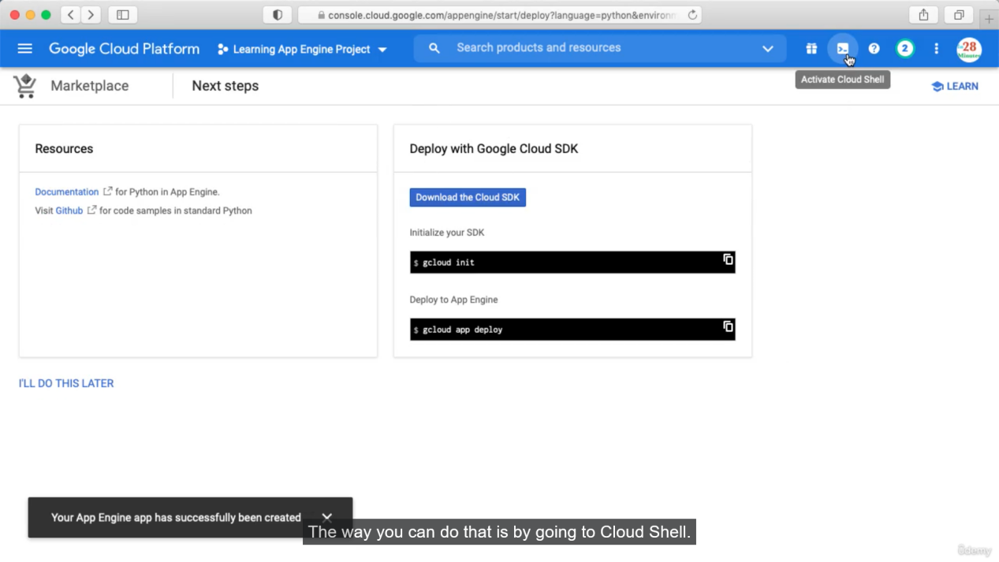 console.cloud.google.com/appengine/start/deploy?language=python&environm
Google Cloud Platform
Learning App Engine Project
Search products and resources
2
28
Minutes
Marketplace
Next steps
Activate Cloud Shell
LEARN
Resources
Documentation for Python in App Engine.
Visit Github for code samples in standard Python
Deploy with Google Cloud SDK
Download the Cloud SDK
Initialize your SDK
$ gcloud init
Deploy to App Engine
$ gcloud app deploy
I'LL DO THIS LATER
Your App Engine app has successfully been created
The way you can do that is by going to Cloud Shell.
ûdemy